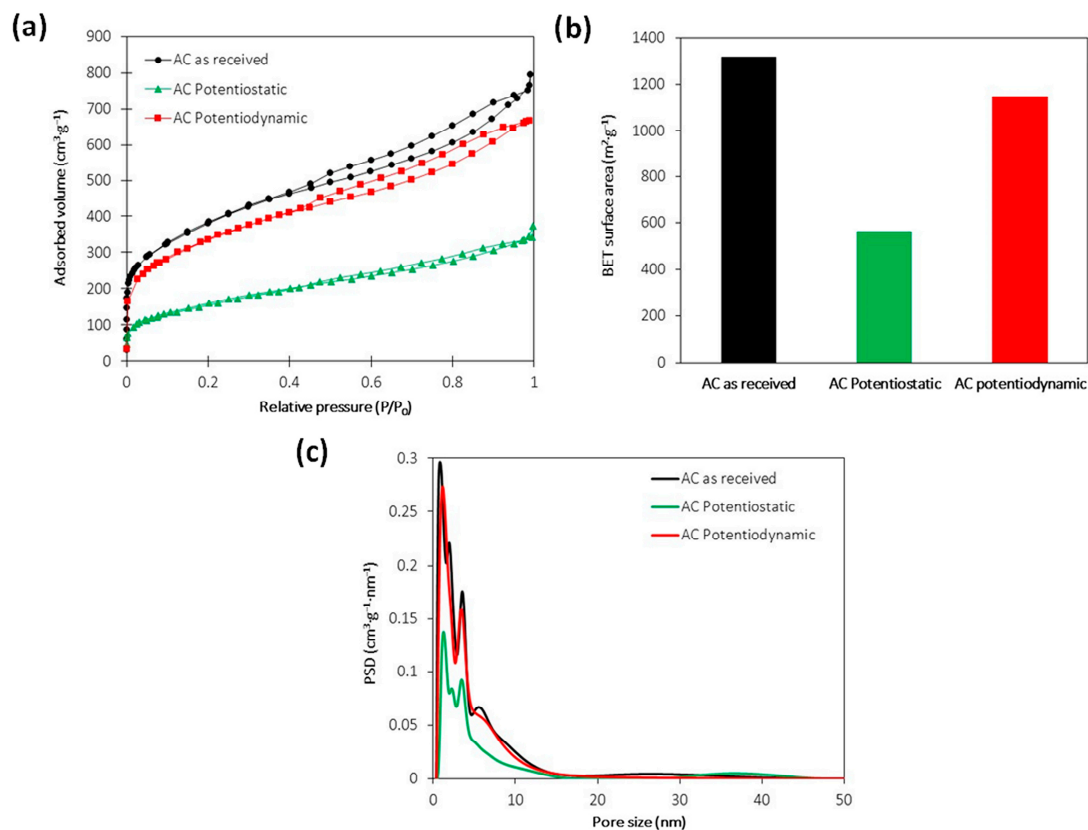 (a)
900
800
700
600
500
400
300
200
100
0
Adsorbed volume (cm³·g⁻¹)
AC as received
AC Potentiostatic
AC Potentiodynamic
0
0.2
0.4
0.6
0.8
1
Relative pressure (P/P₀)
(b)
1400
1200
1000
800
600
400
200
0
BET surface area (m²·g⁻¹)
AC as received
AC Potentiostatic
AC potentiodynamic
(c)
0.3
0.25
0.2
0.15
0.1
0.05
0
PSD (cm³·g⁻¹·nm⁻¹)
AC as received
AC Potentiostatic
AC Potentiodynamic
0
10
20
30
40
50
Pore size (nm)